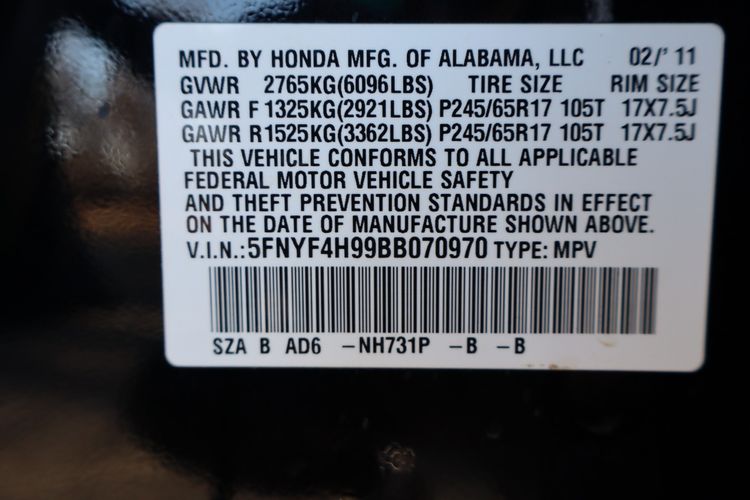 MFD. BY HONDA MFG. OF ALABAMA, LLC 02/'11
GVWR 2765KG(6096LBS) TIRE SIZE RIM SIZE
GAWR F 1325KG(2921LBS) P245/65R17 105T 17X7.5J
GAWR R1525KG(3362LBS) P245/65R17 105T 17X7.5J
THIS VEHICLE CONFORMS TO ALL APPLICABLE
FEDERAL MOTOR VEHICLE SAFETY
AND THEFT PREVENTION STANDARDS IN EFFECT
ON THE DATE OF MANUFACTURE SHOWN ABOVE.
V.I.N.:5FNYF4H99BB070970 TYPE: MPV
SZA B AD6 -NH731P -B -B